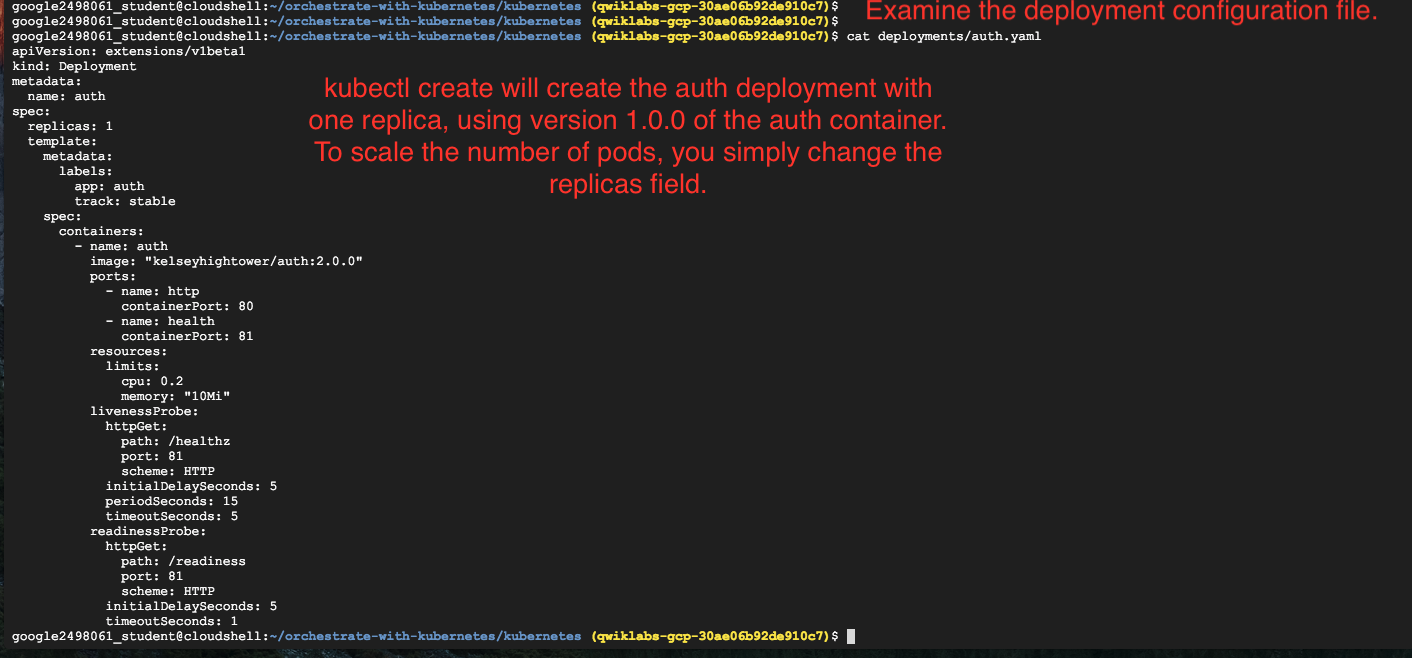 google2498061_student@cloudshell:~/orchestrate-with-kubernetes/kubernetes (qwiklabs-gcp-30ae06b92de910c7)$
Examine the deployment configuration file.
google2498061_student@cloudshell:~/orchestrate-with-kubernetes/kubernetes (qwiklabs-gcp-30ae06b92de910c7)$
google2498061_student@cloudshell:~/orchestrate-with-kubernetes/kubernetes (qwiklabs-gcp-30ae06b92de910c7)$ cat deployments/auth.yaml
apiVersion: extensions/v1beta1
kind: Deployment
metadata:
  name: auth
spec:
  replicas: 1
  template:
    metadata:
      labels:
        app: auth
        track: stable
    spec:
      containers:
        - name: auth
          image: "kelseyhightower/auth:2.0.0"
          ports:
            - name: http
              containerPort: 80
            - name: health
              containerPort: 81
          resources:
            limits:
              cpu: 0.2
              memory: "10Mi"
          livenessProbe:
            httpGet:
              path: /healthz
              port: 81
              scheme: HTTP
            initialDelaySeconds: 5
            periodSeconds: 15
            timeoutSeconds: 5
          readinessProbe:
            httpGet:
              path: /readiness
              port: 81
              scheme: HTTP
            initialDelaySeconds: 5
            timeoutSeconds: 1
google2498061_student@cloudshell:~/orchestrate-with-kubernetes/kubernetes (qwiklabs-gcp-30ae06b92de910c7)$
kubectl create will create the auth deployment with
one replica, using version 1.0.0 of the auth container.
To scale the number of pods, you simply change the
replicas field.